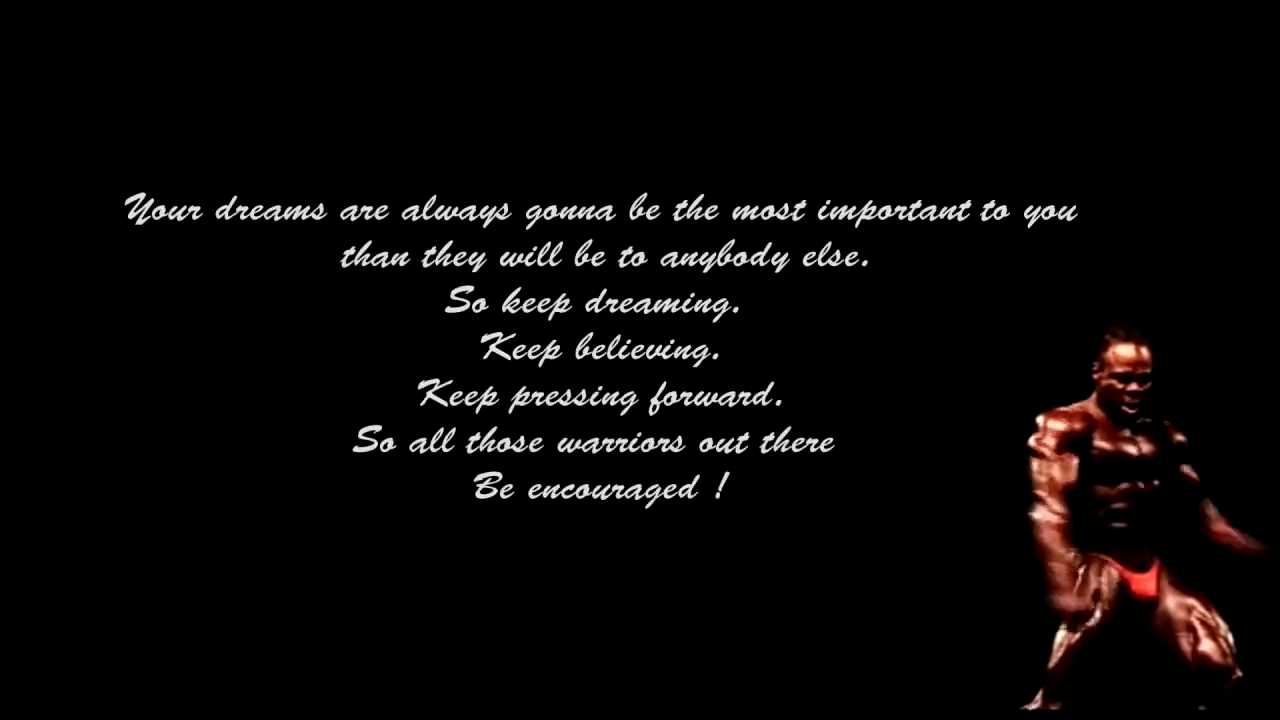 Your dreams are always gonna be the most important to you
than they will be to anybody else.
So keep dreaming.
Keep believing.
Keep pressing forward.
So all those warriors out there
Be encouraged !